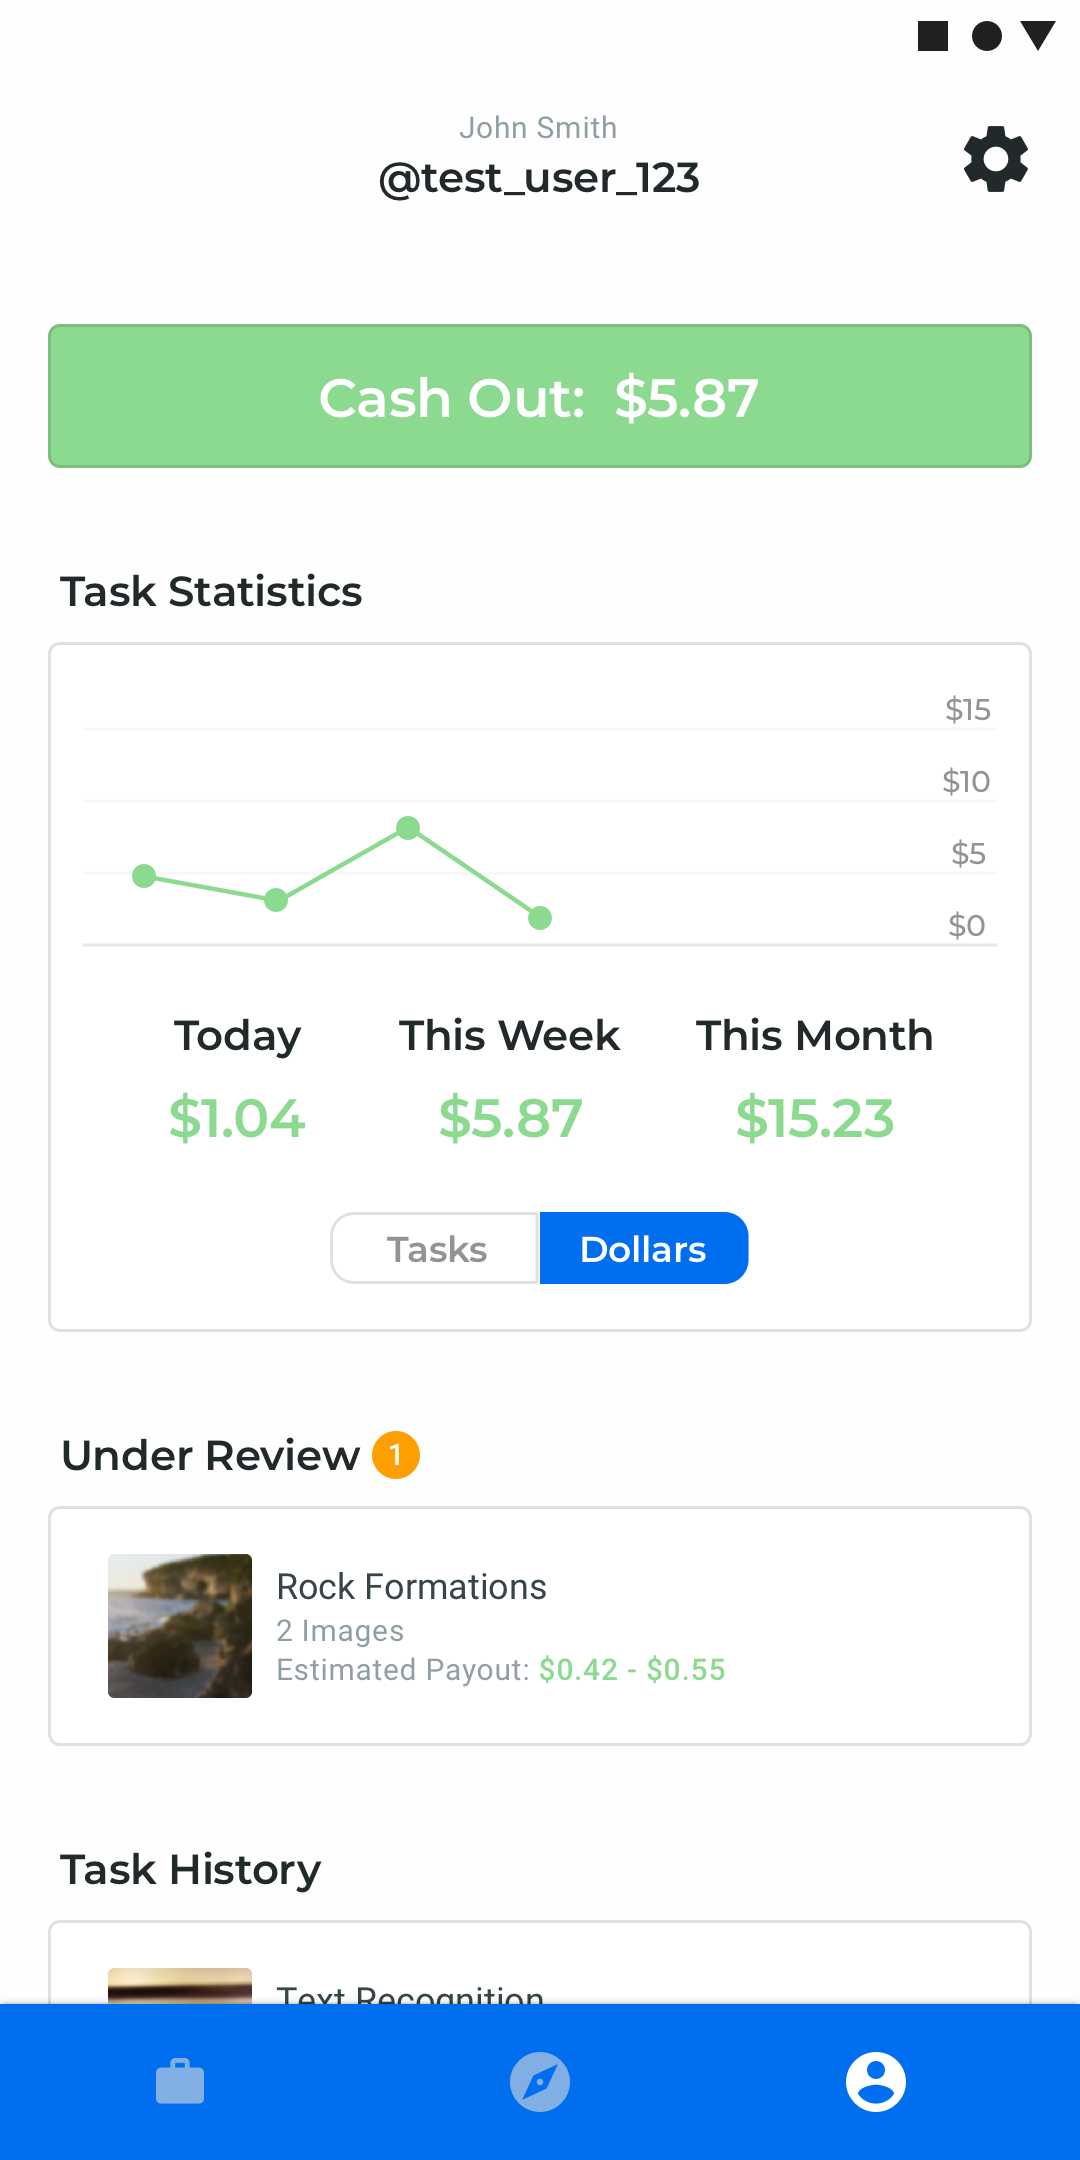 John Smith
@test_user_123
Cash Out: $5.87
Task Statistics
$15
$10
$5
$0
Today This Week This Month
$1.04 $5.87 $15.23
Tasks Dollars
Under Review 1
Rock Formations
2 Images
Estimated Payout: $0.42 - $0.55
Task History
Text Recognition